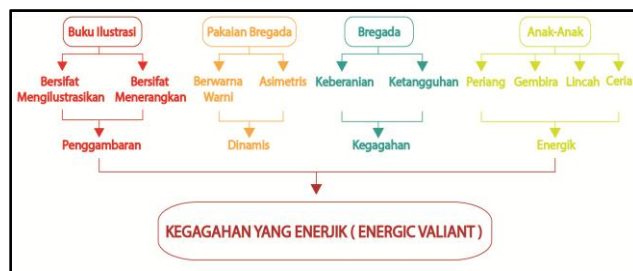 Buku Ilustrasi
Pakaian Bregada
Bregada
Anak-Anak
Bersifat
Mengilustrasikan
Bersifat
Menerangkan
Berwarna
Warni
Asimetris
Keberanian
Ketangguhan
Periang
Gembira
Lincah
Ceria
Penggambaran
Dinamis
Kegagahan
Energik
KEGAGAHAN YANG ENERJIK ( ENERGIC VALIANT )